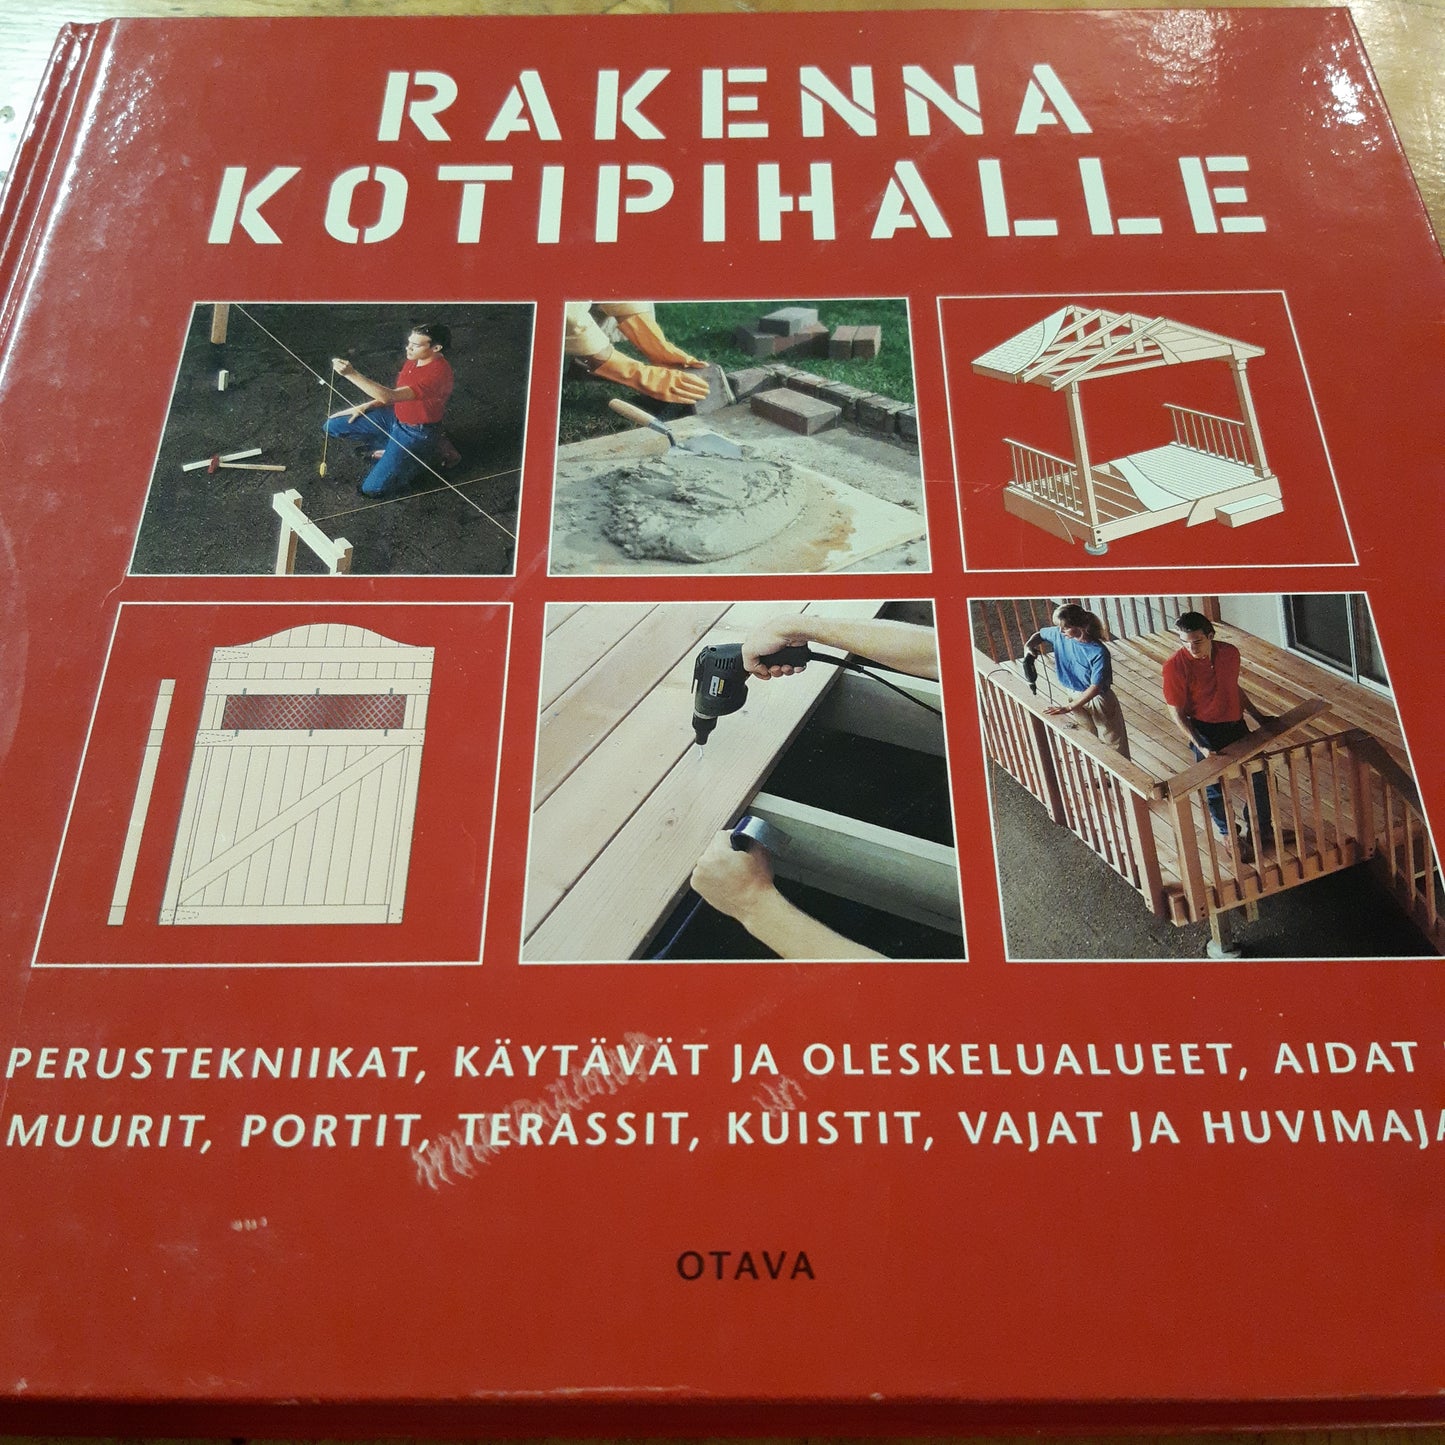 RAKENNA
KOTIPIHALLE
PERUSTEKNIIKAT, KÄYTÄVÄT JA OLESKELUALUEET, AIDAT
MUURIT, PORTIT, TERASSIT, KUISTIT, VAJAT JA HUVIMAJA
OTAVA